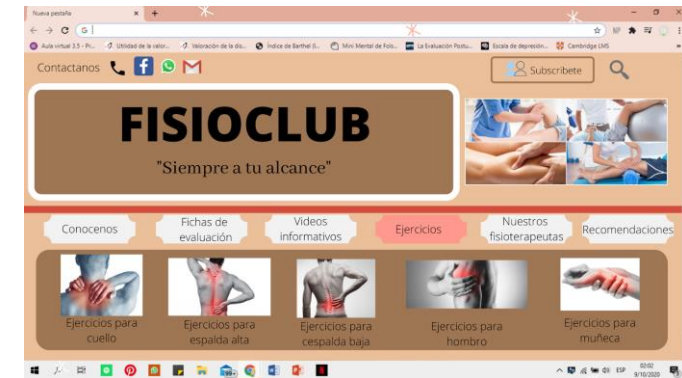 Nueva pestaña
G
Aula virtual 3.5 - Pr...
Utilidad de la valor...
Valoración de la dis...
Índice de Barthel (I...
Mini Mental de Fols...
La Evaluación Postu...
Escala de depresión...
Cambridge LMS
Contactanos
Subscribete
FISIOCLUB
"Siempre a tu alcance"
Conocenos
Fichas de
evaluación
Videos
informativos
Ejercicios
Nuestros
fisioterapeutas
Recomendaciones
Ejercicios para
cuello
Ejercicios para
espalda alta
Ejercicios para
cespalda baja
Ejercicios para
hombro
Ejercicios para
muñeca
99+
ESP
02:02
9/10/2020